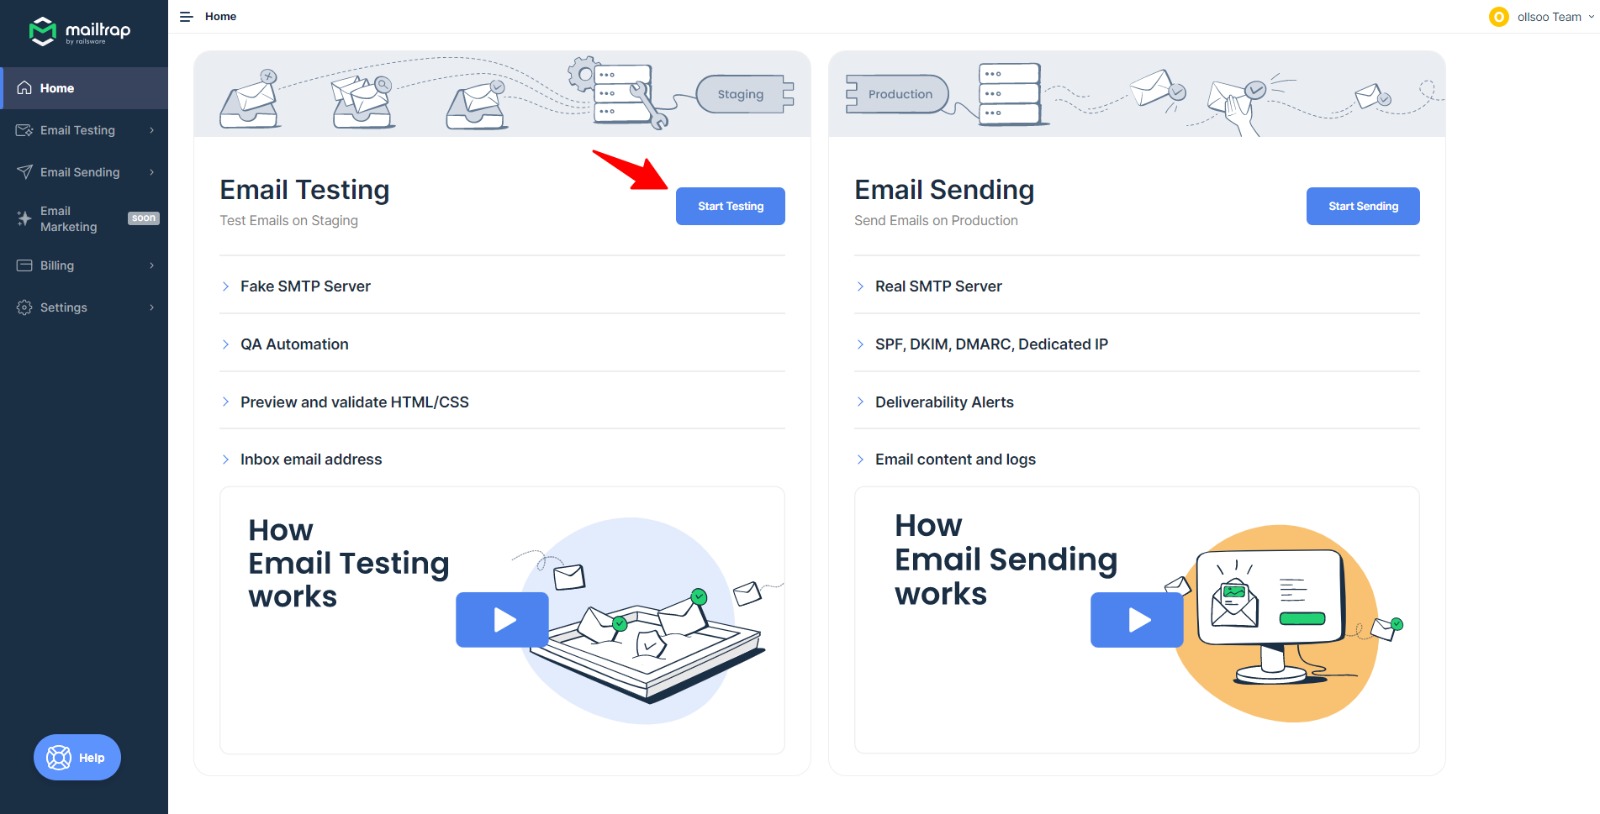 mailtrap
by railsware
Home
Email Testing
Email Sending
Email
Marketing
soon
Billing
Settings
Help
Home
O
ollsoo Team
Staging
Email Testing
Test Emails on Staging
Start Testing
Fake SMTP Server
QA Automation
Preview and validate HTML/CSS
Inbox email address
How
Email Testing
works
Production
Email Sending
Send Emails on Production
Start Sending
Real SMTP Server
SPF, DKIM, DMARC, Dedicated IP
Deliverability Alerts
Email content and logs
How
Email Sending
works